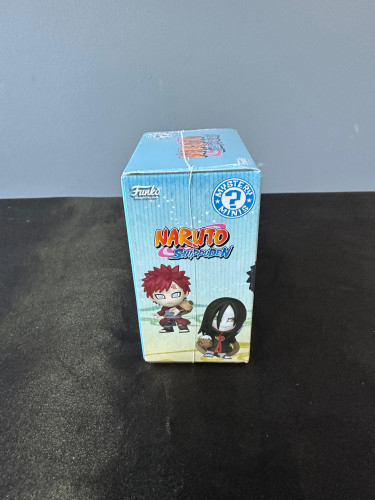 Funko
MYSTERY
?
MINIS
NARUTO
SHIPPUDEN